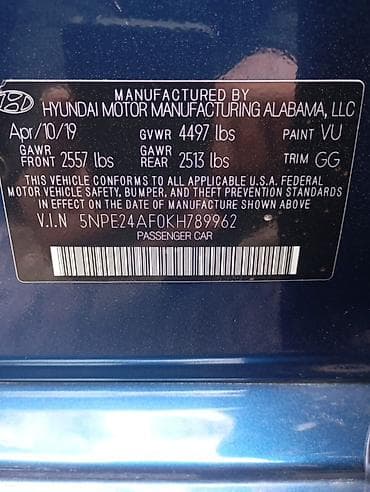 MANUFACTURED BY
HYUNDAI MOTOR MANUFACTURING ALABAMA, LLC
Apr/10/19 GVWR 4497 lbs PAINT VU
GAWR FRONT 2557 lbs GAWR REAR 2513 lbs TRIM GG
THIS VEHICLE CONFORMS TO ALL APPLICABLE U.S.A. FEDERAL
MOTOR VEHICLE SAFETY, BUMPER, AND THEFT PREVENTION STANDARDS
IN EFFECT ON THE DATE OF MANUFACTURE SHOWN ABOVE.
V.I.N 5NPE24AF0KH789962
PASSENGER CAR